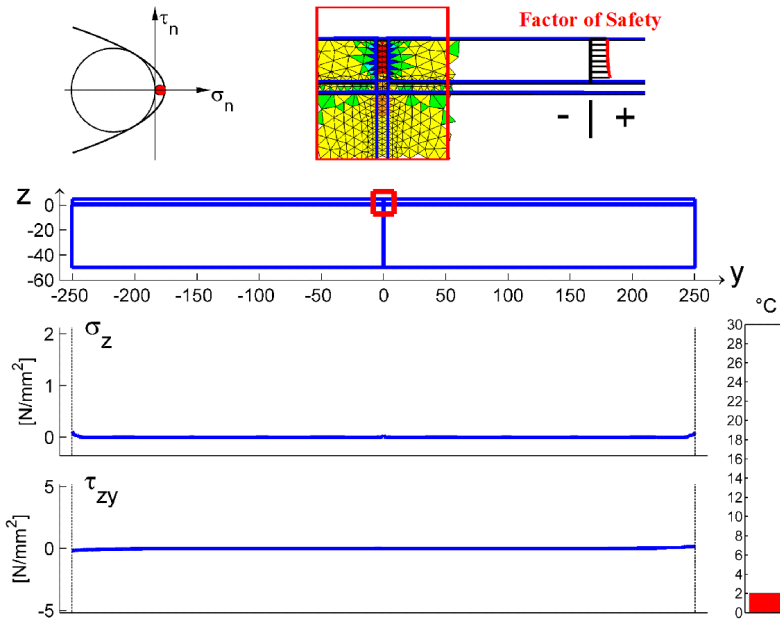 τn
σn
Factor of Safety
- +
z
0
-20
-40
-60
-250 -200 -150 -100 -50 0 50 100 150 200 250
y
°C
σz
[N/mm²]
2
1
0
τzy
[N/mm²]
5
0
-5
30
28
26
24
22
20
18
16
14
12
10
8
6
4
2
0